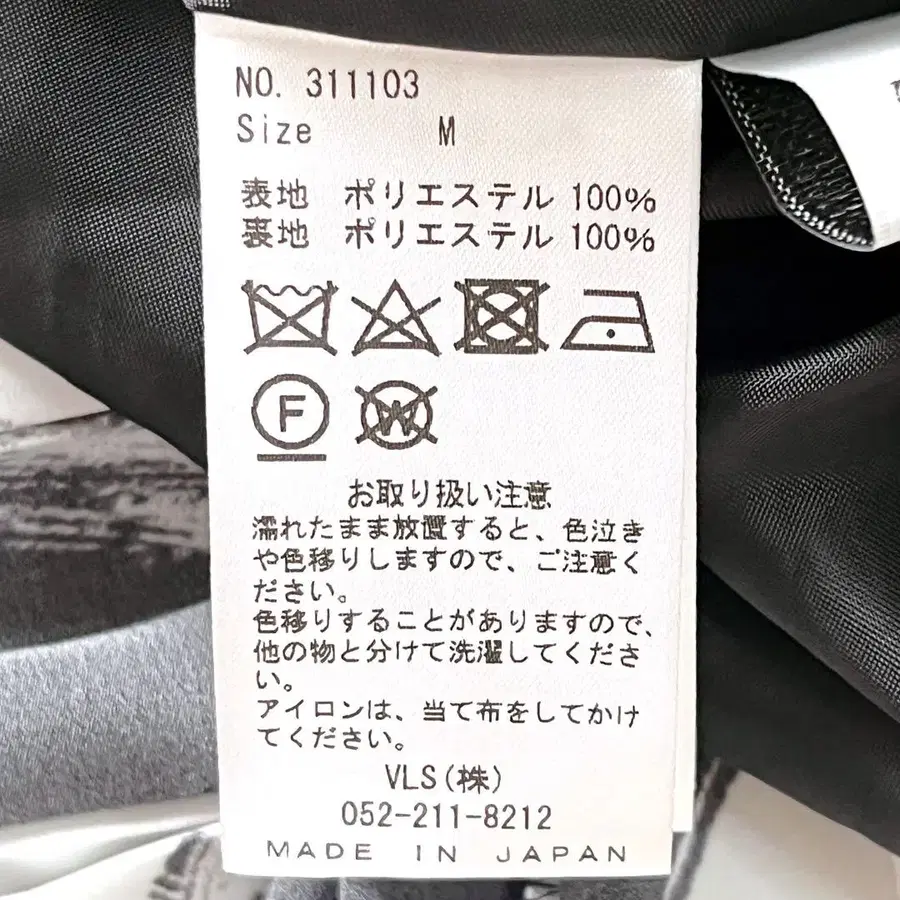 NO. 311103
Size M
表地 ポリエステル 100%
裏地 ポリエステル 100%
F
W
お取り扱い注意
濡れたまま放置すると、色泣き
や色移りしますので、ご注意く
ださい。
色移りすることがありますので、
他の物と分けて洗濯してくださ
い。
アイロンは、当て布をしてかけ
てください。
VLS(株)
052-211-8212
MADE IN JAPAN